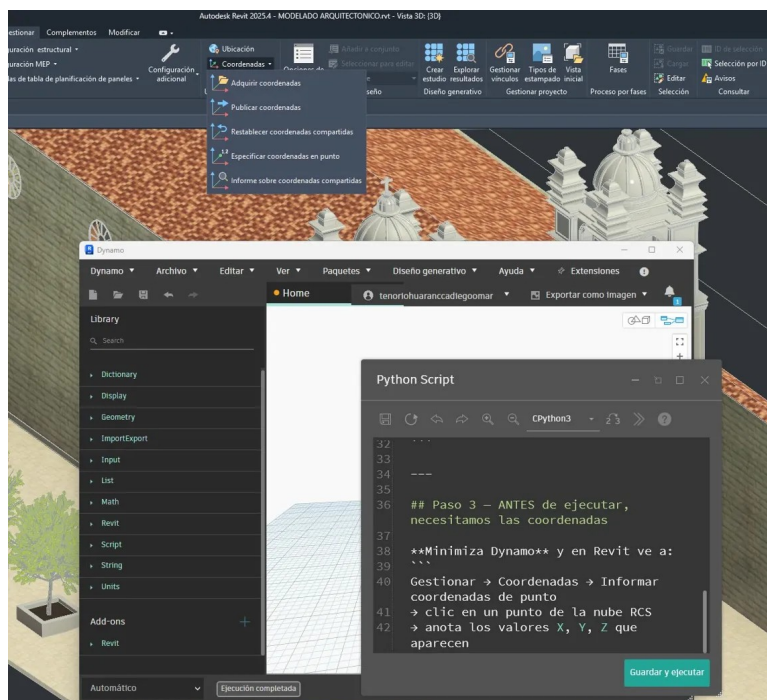 Autodesk Revit 2025.4 - MODELADO ARQUITECTONICO.rvt - Vista 3D: {3D}
estionar Complementos Modificar
uración estructural
uración MEP
las de tabla de planificación de paneles
Configuración adicional
Ubicación
Coordenadas
Adquirir coordenadas
Publicar coordenadas
Restablecer coordenadas compartidas
Especificar coordenadas en punto
Informe sobre coordenadas compartidas
Opciones de
Añadir a conjunto
Seleccionar para editar
seño
Crear estudio
Explorar resultados
Diseño generativo
Gestionar vínculos
Tipos de estampado
Vista inicial
Gestionar proyecto
Fases
Proceso por fases
Guardar
Cargar
Editar
Selección
ID de selección
Selección por ID
Avisos
Consultar
Dynamo
Dynamo Archivo Editar Ver Paquetes Diseño generativo Ayuda Extensiones
Home
tenoriohuaranccadiegoomar
Exportar como imagen
1
Library
Search
Dictionary
Display
Geometry
ImportExport
Input
List
Math
Revit
Script
String
Units
Add-ons
Revit
Automático
Ejecución completada
Python Script
CPython3
32 ```
33
34 ---
35
36 ## Paso 3 — ANTES de ejecutar,
necesitamos las coordenadas
37
38 **Minimiza Dynamo** y en Revit ve a:
39 ```
40 Gestionar → Coordenadas → Informar
coordenadas de punto
41 → clic en un punto de la nube RCS
42 → anota los valores X, Y, Z que
aparecen
Guardar y ejecutar